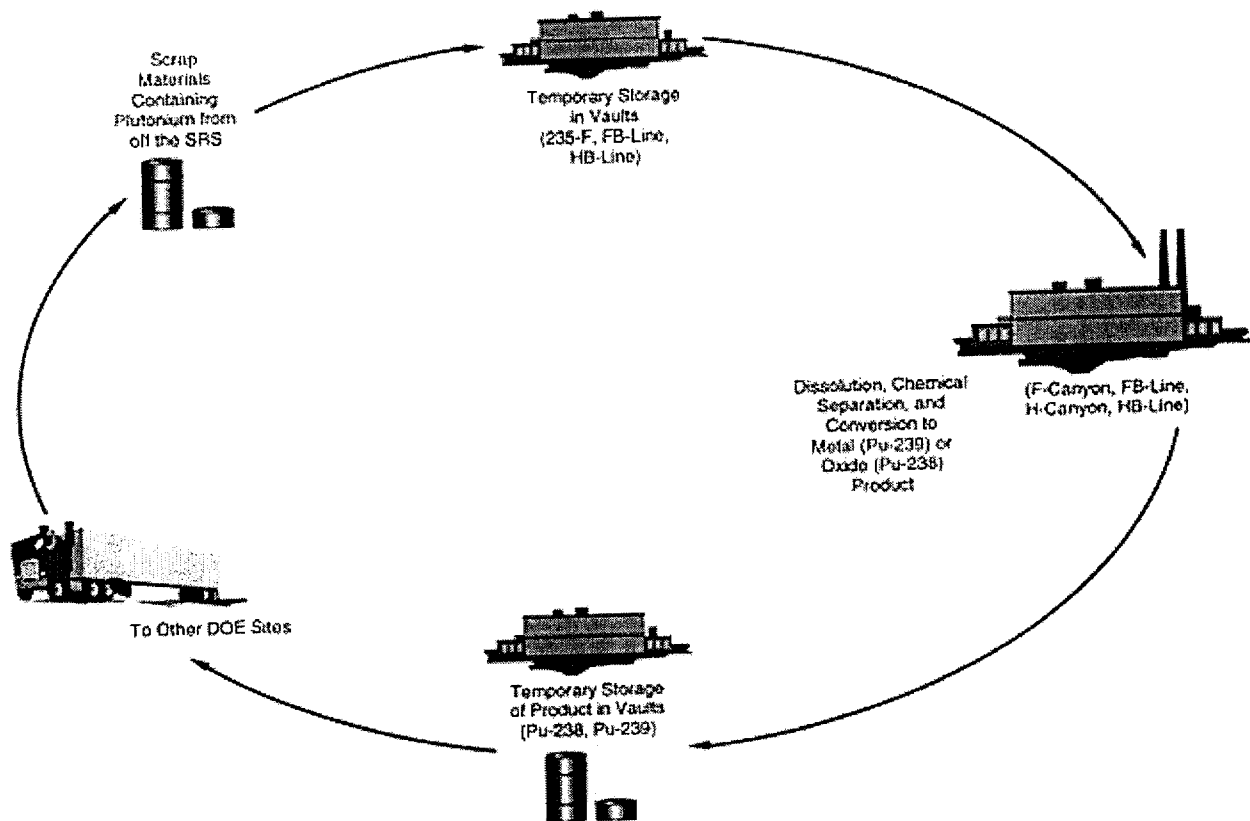 Scrap
Materials
Containing
Plutonium from
off the SRS
Temporary Storage
in Vaults
(235-F, FB-Line,
HB-Line)
Dissolution, Chemical
Separation, and
Conversion to
Metal (Pu-239) or
Oxide (Pu-238)
Product
(F-Canyon, FB-Line,
H-Canyon, HB-Line)
Temporary Storage
of Product in Vaults
(Pu-238, Pu-239)
To Other DOE Sites